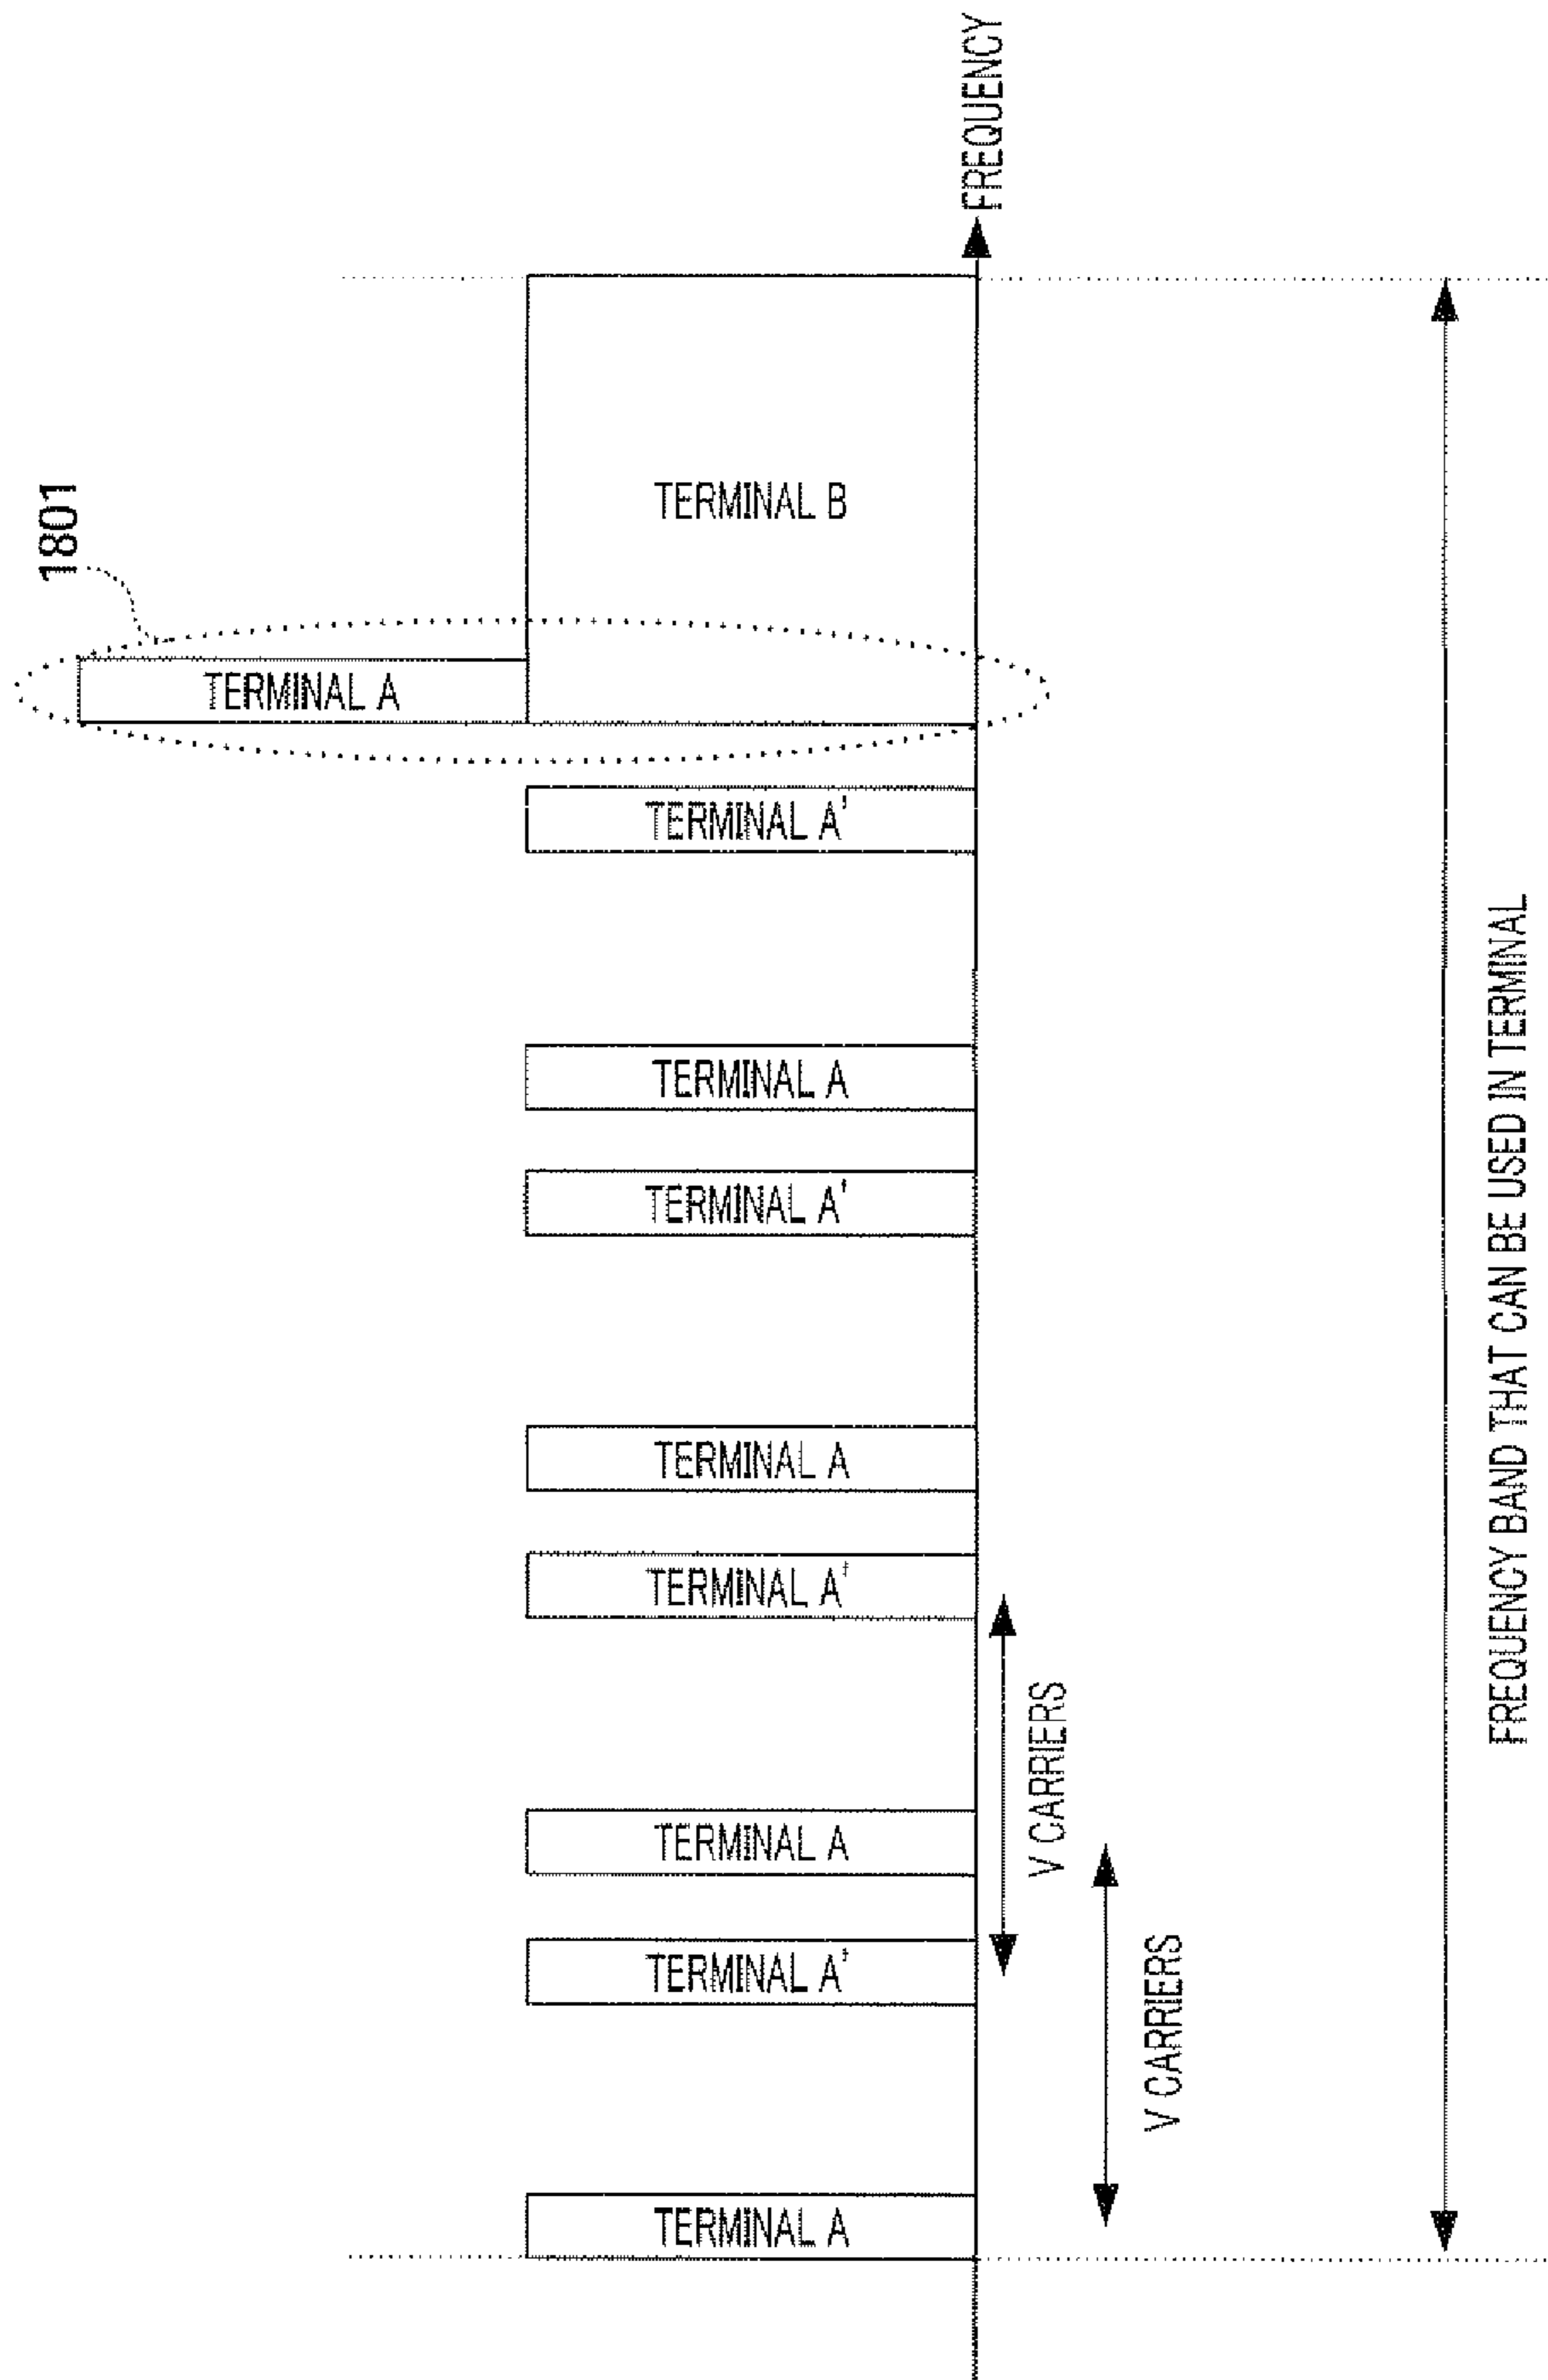 1801
TERMINAL A
TERMINAL A
TERMINAL A'
TERMINAL A
TERMINAL A'
TERMINAL A
TERMINAL A'
TERMINAL A
TERMINAL A'
TERMINAL B
FREQUENCY
V CARRIERS
V CARRIERS
FREQUENCY BAND THAT CAN BE USED IN TERMINAL